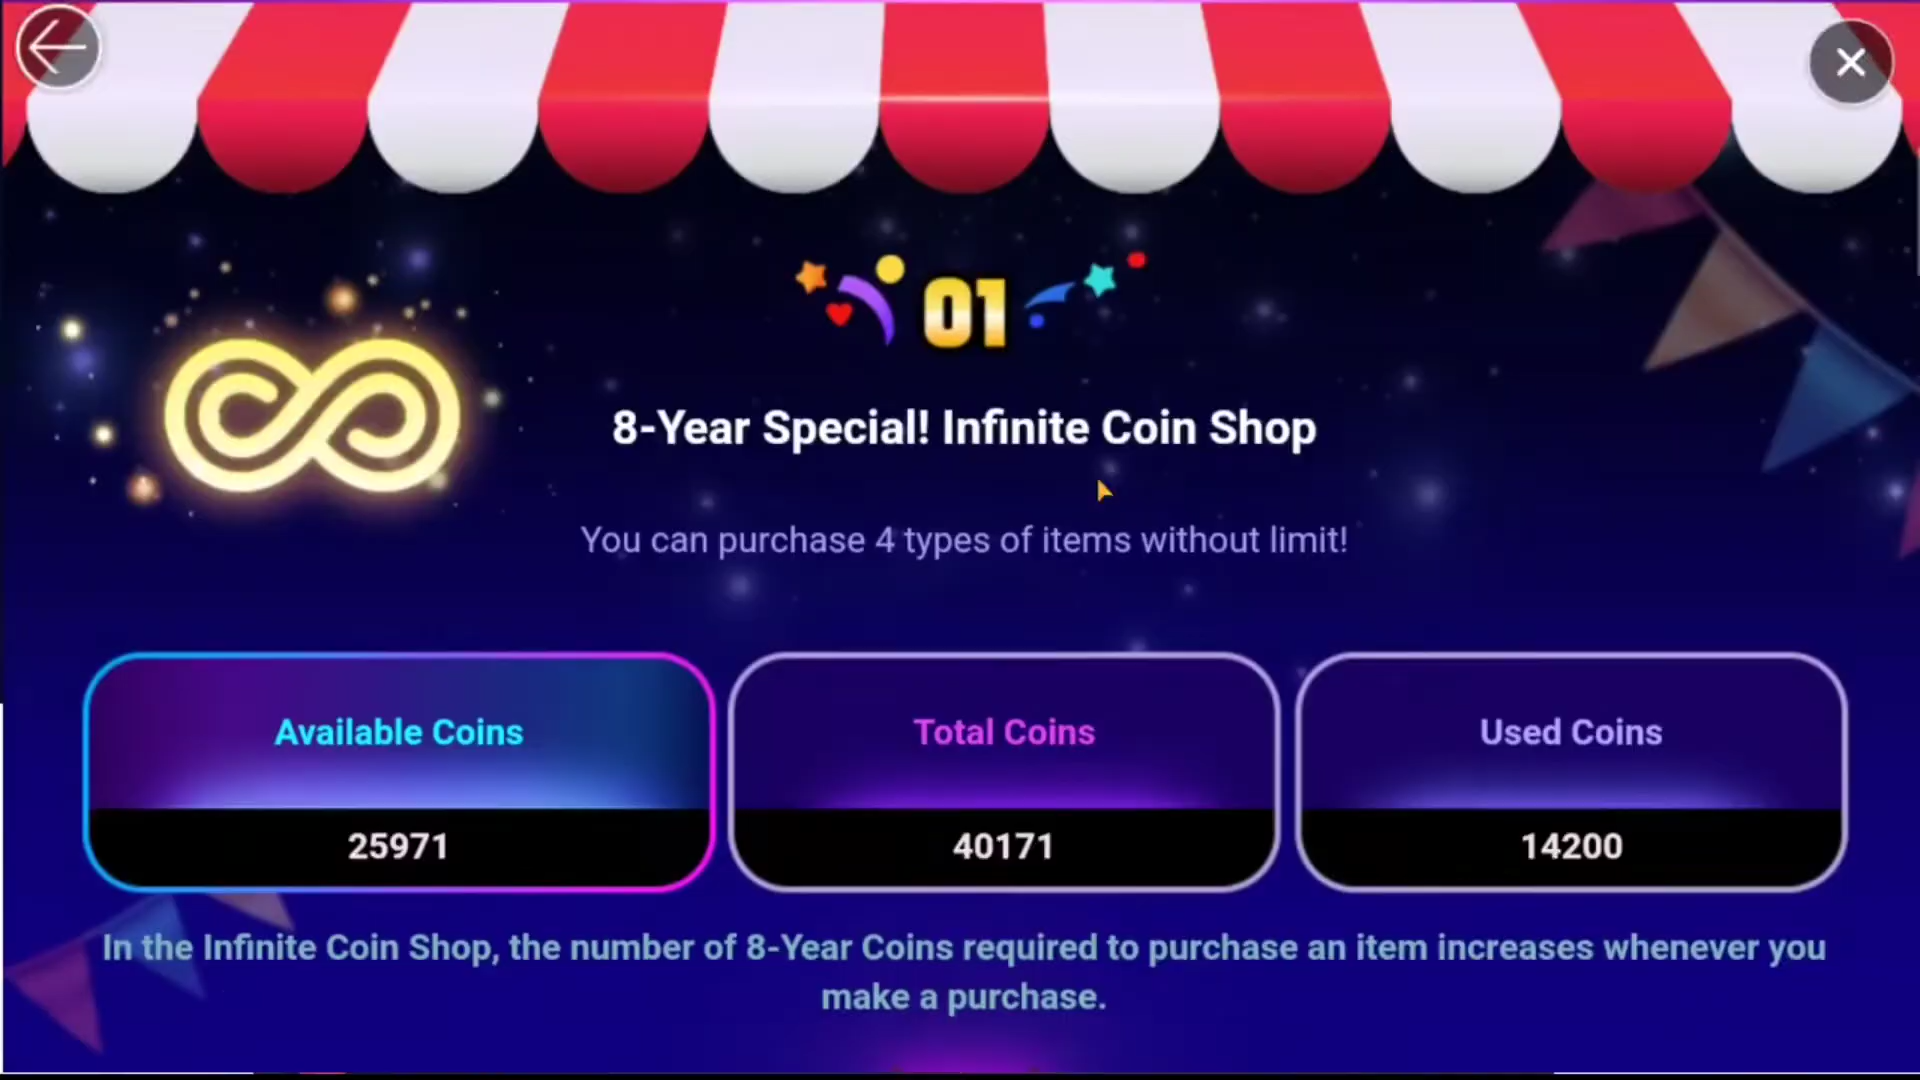 01
8-Year Special! Infinite Coin Shop
You can purchase 4 types of items without limit!
Available Coins
Total Coins
Used Coins
25971
40171
14200
In the Infinite Coin Shop, the number of 8-Year Coins required to purchase an item increases whenever you
make a purchase.